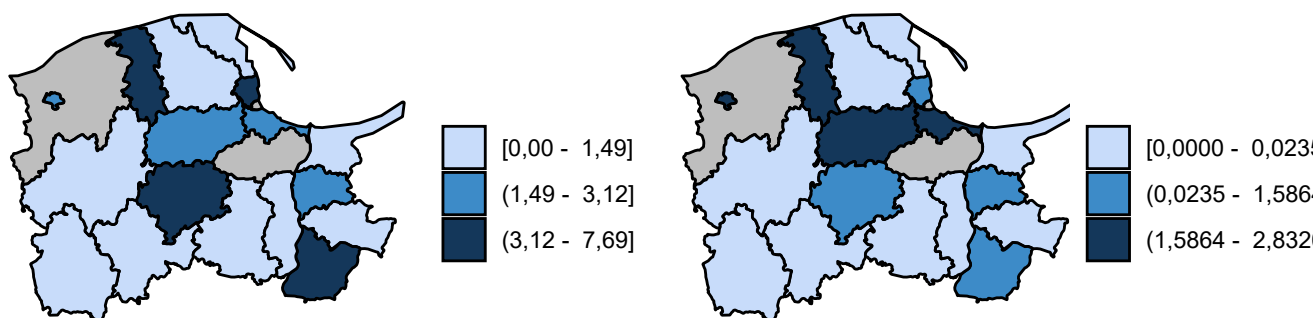 [0,00 - 1,49]
(1,49 - 3,12]
(3,12 - 7,69]
[0,0000 - 0,0235
(0,0235 - 1,5864
(1,5864 - 2,8320